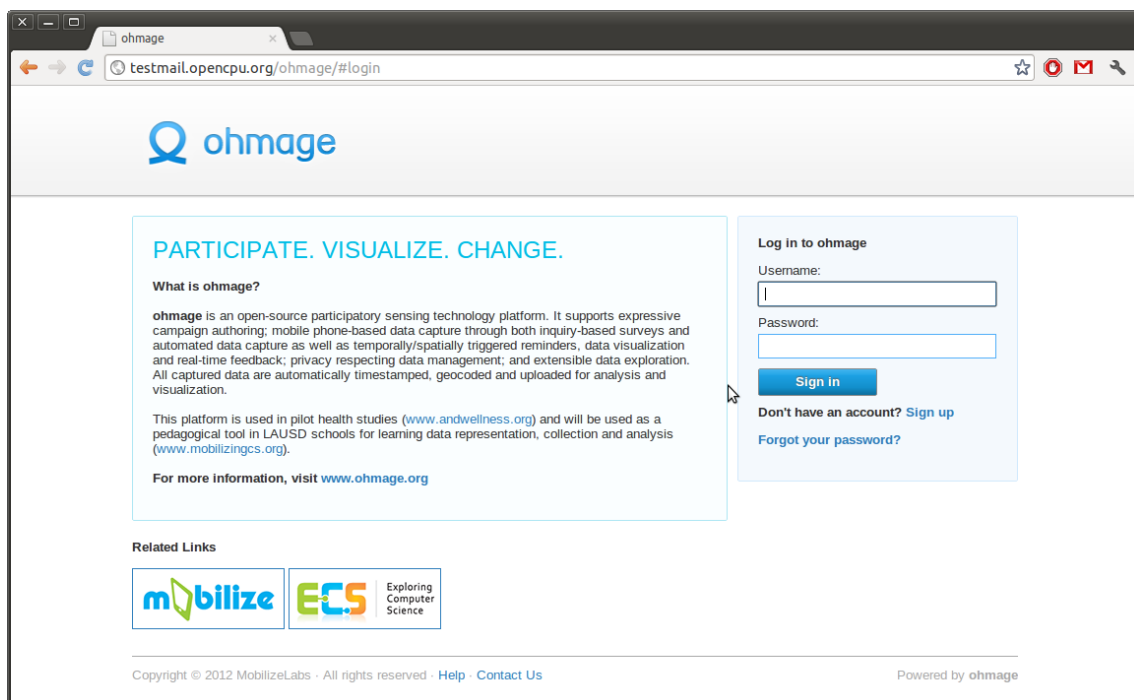 ohmage
testmail.opencpu.org/ohmage/#login
ohmage
PARTICIPATE. VISUALIZE. CHANGE.
What is ohmage?
ohmage is an open-source participatory sensing technology platform. It supports expressive
campaign authoring; mobile phone-based data capture through both inquiry-based surveys and
automated data capture as well as temporally/spatially triggered reminders, data visualization
and real-time feedback; privacy respecting data management; and extensible data exploration.
All captured data are automatically timestamped, geocoded and uploaded for analysis and
visualization.
This platform is used in pilot health studies (www.andwellness.org) and will be used as a
pedagogical tool in LAUSD schools for learning data representation, collection and analysis
(www.mobilizingcs.org).
For more information, visit www.ohmage.org
Log in to ohmage
Username:
Password:
Sign in
Don't have an account? Sign up
Forgot your password?
Related Links
mobilize
ECS
Exploring
Computer
Science
Copyright © 2012 MobilizeLabs · All rights reserved · Help · Contact Us
Powered by ohmage